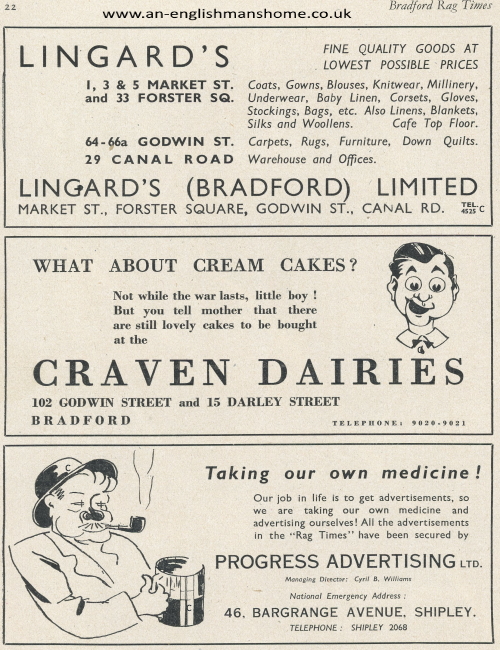 22
www.an-englishmanshome.co.uk
Bradford Rag Times
LINGARD'S
FINE QUALITY GOODS AT
LOWEST POSSIBLE PRICES
1, 3 & 5 MARKET ST.
and 33 FORSTER SQ.
Coats, Gowns, Blouses, Knitwear, Millinery,
Underwear, Baby Linen, Corsets, Gloves,
Stockings, Bags, etc. Also Linens, Blankets,
Silks and Woollens. Cafe Top Floor.
64-66a GODWIN ST. Carpets, Rugs, Furniture, Down Quilts.
29 CANAL ROAD Warehouse and Offices.
LINGARD'S (BRADFORD) LIMITED
MARKET ST., FORSTER SQUARE, GODWIN ST., CANAL RD. TEL.
4525
C
WHAT ABOUT CREAM CAKES?
Not while the war lasts, little boy !
But you tell mother that there
are still lovely cakes to be bought
at the
C
CRAVEN DAIRIES
102 GODWIN STREET and 15 DARLEY STREET
BRADFORD
TELEPHONE: 9020-9021
Taking our own medicine !
C
Our job in life is to get advertisements, so
we are taking our own medicine and
advertising ourselves! All the advertisements
in the "Rag Times" have been secured by
PROGRESS ADVERTISING LTD.
Managing Director: Cyril B. Williams
National Emergency Address :
C
46, BARGRANGE AVENUE, SHIPLEY.
TELEPHONE : SHIPLEY 2068